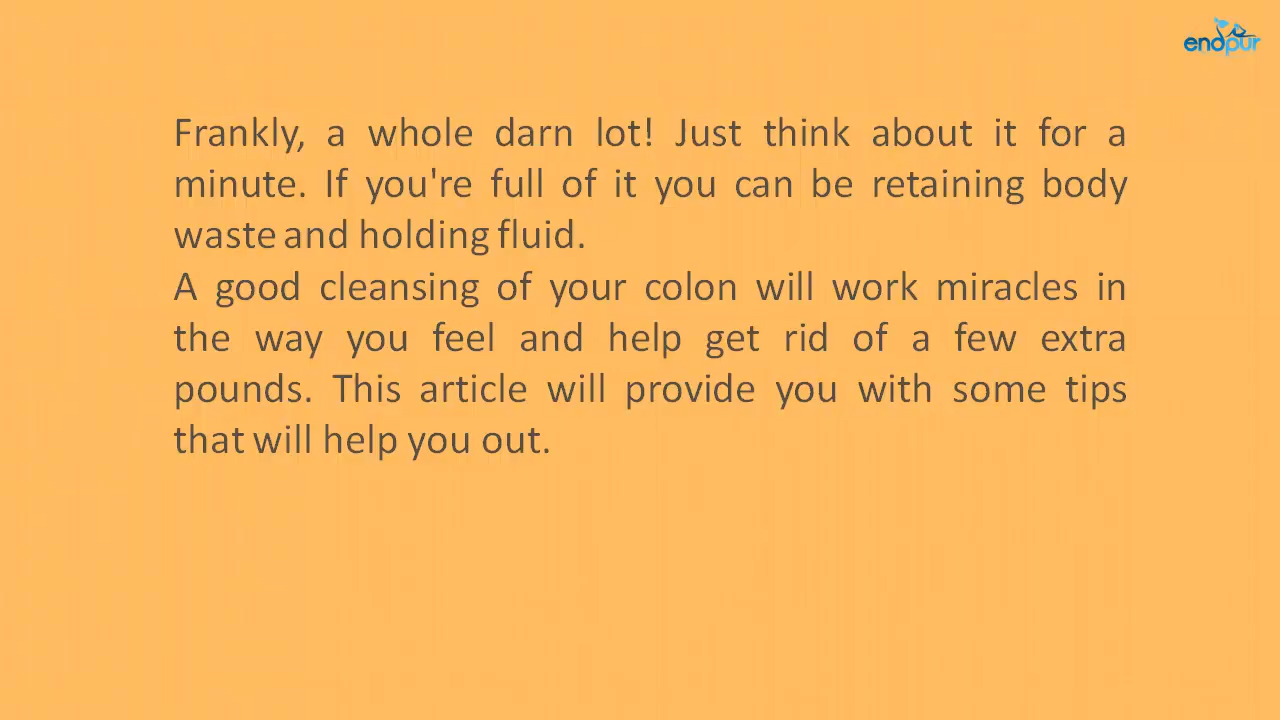 endpur
Frankly, a whole darn lot! Just think about it for a
minute. If you're full of it you can be retaining body
waste and holding fluid.
A good cleansing of your colon will work miracles in
the way you feel and help get rid of a few extra
pounds. This article will provide you with some tips
that will help you out.